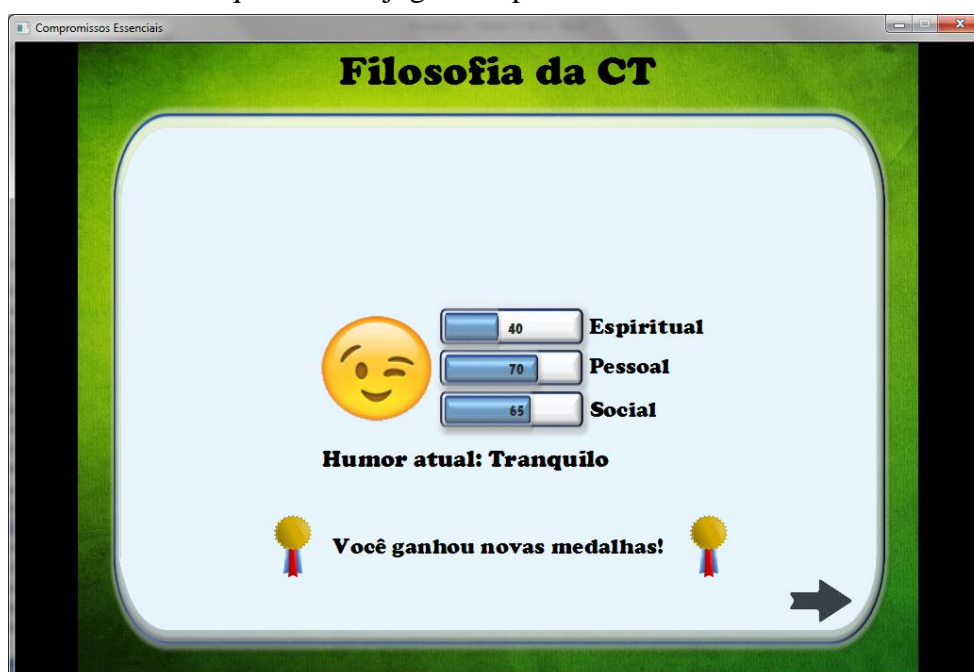 Compromissos Essenciais
Filosofia da CT
40 Espiritual
70 Pessoal
65 Social
Humor atual: Tranquilo
Você ganhou novas medalhas!